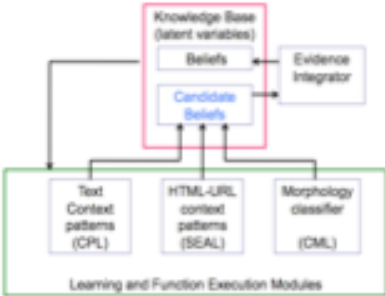 Knowledge Base
(latent variables)
Beliefs
Evidence
Integrator
Candidate
Beliefs
Text
Context
patterns
(CPL)
HTML-URL
context
patterns
(SEAL)
Morphology
classifier
(CML)
Learning and Function Execution Modules